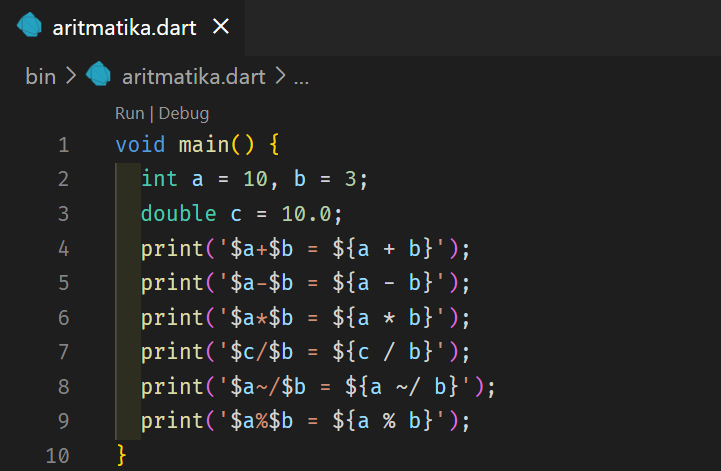 aritmatika.dart ×
bin > aritmatika.dart > ...
Run | Debug
1 void main() {
2   int a = 10, b = 3;
3   double c = 10.0;
4   print('$a+$b = ${a + b}');
5   print('$a-$b = ${a - b}');
6   print('$a*$b = ${a * b}');
7   print('$c/$b = ${c / b}');
8   print('$a~/$b = ${a ~/ b}');
9   print('$a%$b = ${a % b}');
10 }